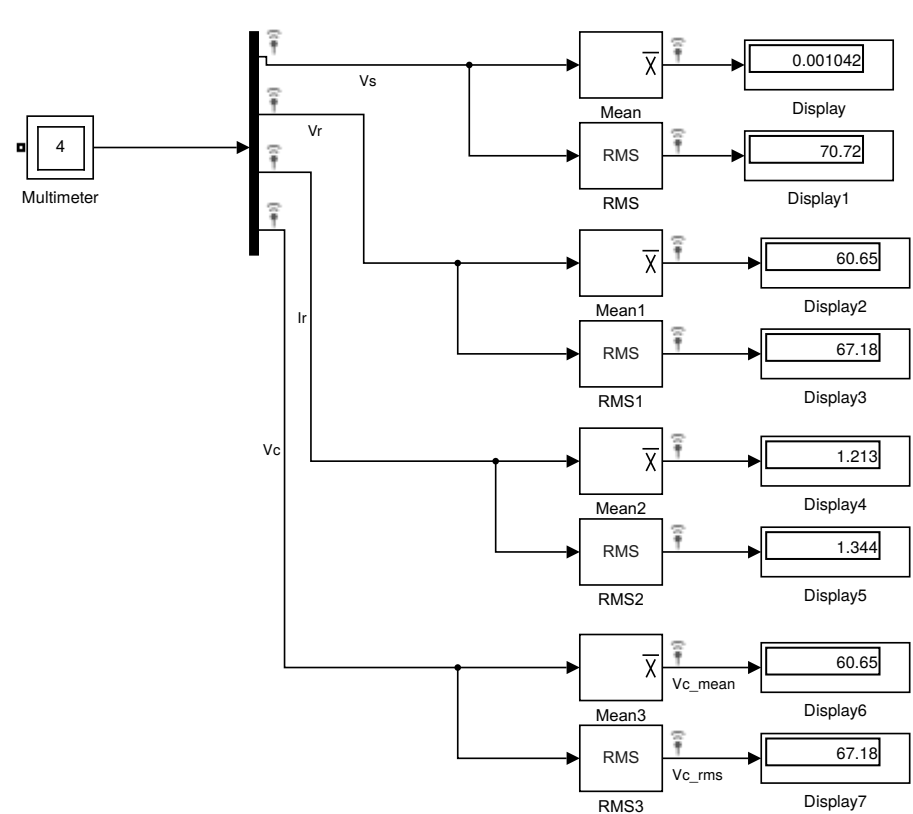 Vs
X
Mean
0.001042
Display
RMS
RMS
70.72
Display1
4
Multimeter
Vr
X
Mean1
60.65
Display2
RMS
RMS1
67.18
Display3
Ir
X
Mean2
1.213
Display4
RMS
RMS2
1.344
Display5
Vc
X
Mean3
Vc_mean
60.65
Display6
RMS
RMS3
Vc_rms
67.18
Display7